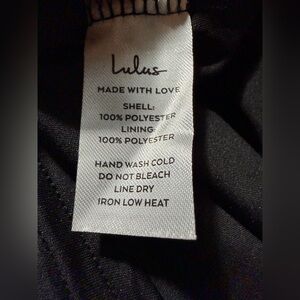 Lulus
MADE WITH LOVE
SHELL:
100% POLYESTER
LINING:
100% POLYESTER
HAND WASH COLD
DO NOT BLEACH
LINE DRY
IRON LOW HEAT